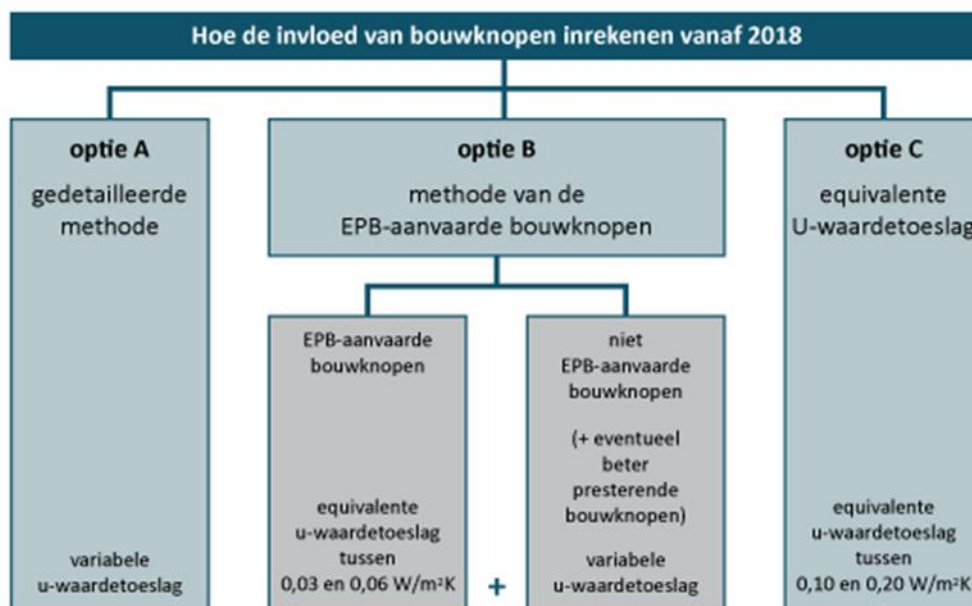 Hoe de invloed van bouwknopen inrekenen vanaf 2018
optie A
gedetailleerde
methode
variabele
u-waardetoeslag
optie B
methode van de
EPB-aanvaarde bouwknopen
EPB-aanvaarde
bouwknopen
equivalente
u-waardetoeslag
tussen
0,03 en 0,06 W/m²K
+
niet
EPB-aanvaarde
bouwknopen
(+ eventueel
beter
presterende
bouwknopen)
variabele
u-waardetoeslag
optie C
equivalente
U-waardetoeslag
equivalente
u-waardetoeslag
tussen
0,10 en 0,20 W/m²K